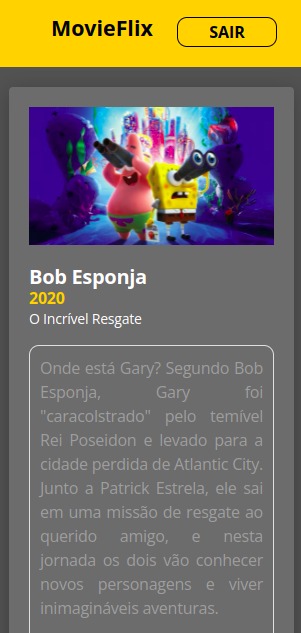 MovieFlix SAIR
Bob Esponja
2020
O Incrível Resgate
Onde está Gary? Segundo Bob
Esponja, Gary foi
"caracolstrado" pelo temível
Rei Poseidon e levado para a
cidade perdida de Atlantic City.
Junto a Patrick Estrela, ele sai
em uma missão de resgate ao
querido amigo, e nesta
jornada os dois vão conhecer
novos personagens e viver
inimagináveis aventuras.